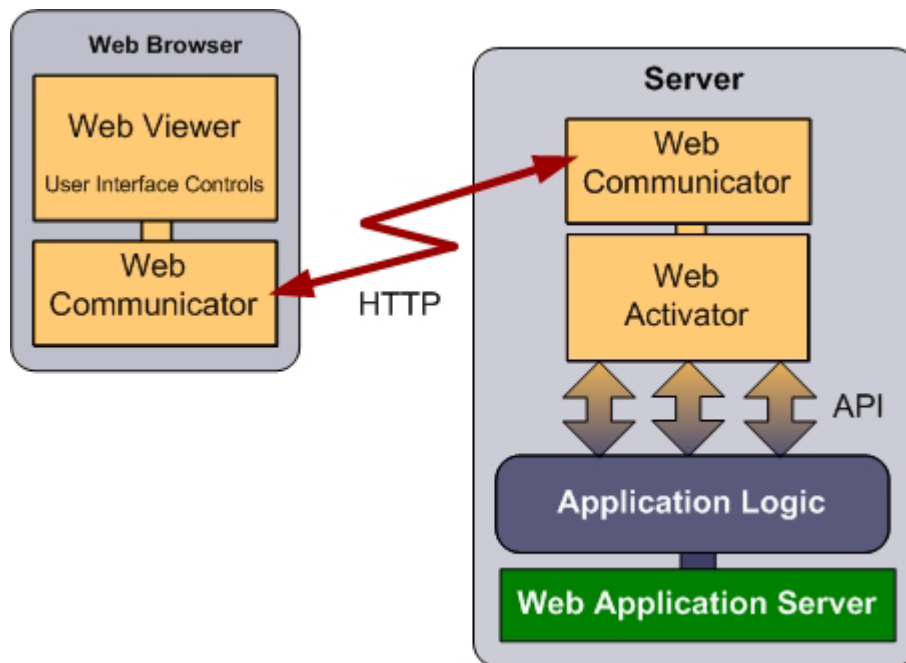 Web Browser
Web Viewer
User Interface Controls
Web
Communicator
HTTP
Server
Web
Communicator
Web
Activator
API
Application Logic
Web Application Server